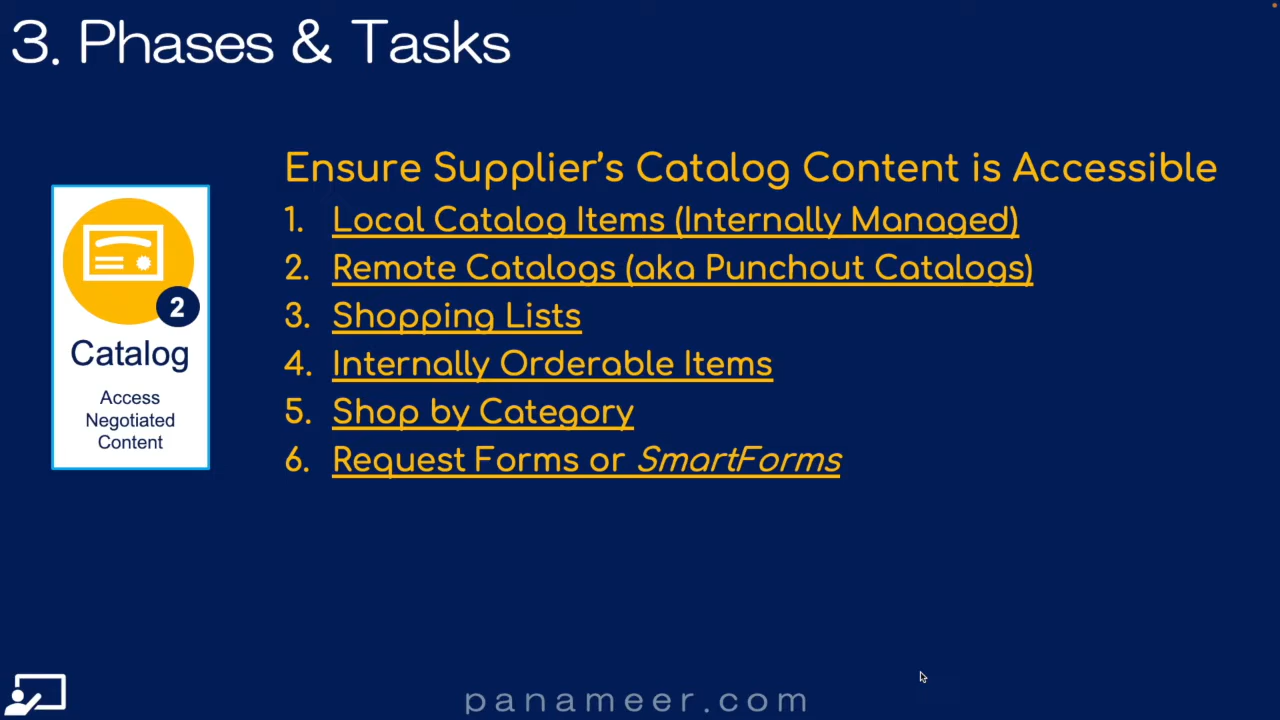 3. Phases & Tasks
Ensure Supplier’s Catalog Content is Accessible
1. Local Catalog Items (Internally Managed)
2. Remote Catalogs (aka Punchout Catalogs)
3. Shopping Lists
4. Internally Orderable Items
5. Shop by Category
6. Request Forms or SmartForms
2
Catalog
Access
Negotiated
Content
panameer.com